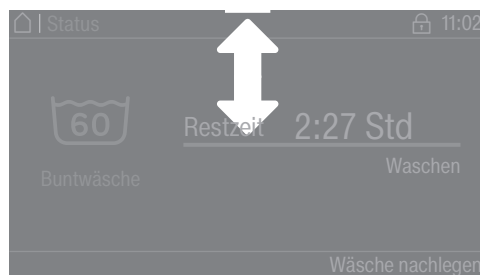 | Status 11:02
60
Restzeit 2:27 Std
Waschen
Buntwäsche
Wäsche nachlegen